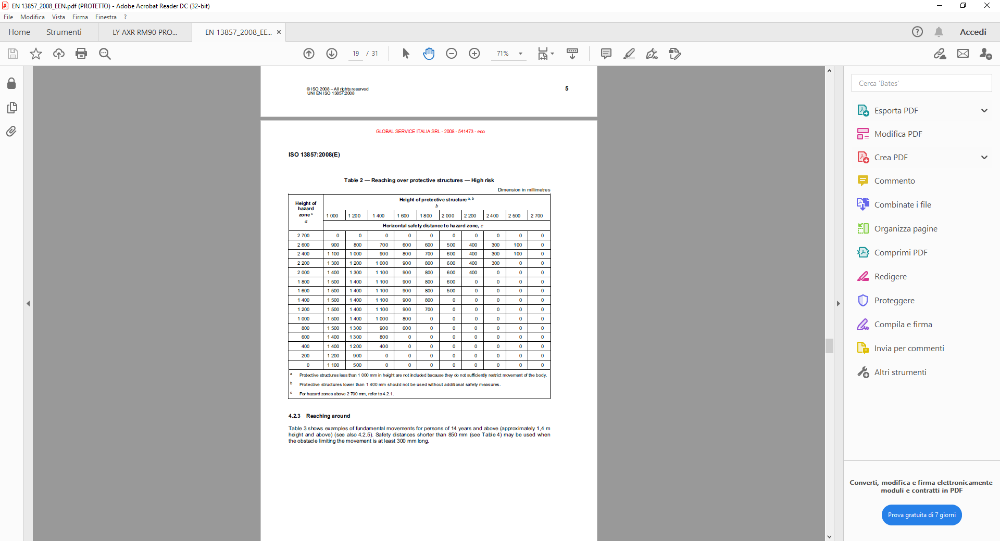 EN 13857_2008_EEN.pdf (PROTETTO) - Adobe Acrobat Reader DC (32-bit)
File Modifica Vista Firma Finestra ?
Home Strumenti LY AXR RM90 PRO... EN 13857_2008_EE... × Accedi
19 / 31 71%
© ISO 2008 – All rights reserved 5
UNI EN ISO 13857:2008
GLOBAL SERVICE ITALIA SRL - 2008 - 541473 - eco
ISO 13857:2008(E)
Table 2 — Reaching over protective structures — High risk
Dimension in millimetres
Height of hazard zone c a
Height of protective structure a, b
b
1 000 1 200 1 400 1 600 1 800 2 000 2 200 2 400 2 500 2 700
Horizontal safety distance to hazard zone, c
2 700 0 0 0 0 0 0 0 0 0 0
2 600 900 800 700 600 600 500 400 300 100 0
2 400 1 100 1 000 900 800 700 600 400 300 100 0
2 200 1 300 1 200 1 000 900 800 600 400 300 0 0
2 000 1 400 1 300 1 100 900 800 600 400 0 0 0
1 800 1 500 1 400 1 100 900 800 600 0 0 0 0
1 600 1 500 1 400 1 100 900 800 500 0 0 0 0
1 400 1 500 1 400 1 100 900 800 0 0 0 0 0
1 200 1 500 1 400 1 100 900 700 0 0 0 0 0
1 000 1 500 1 400 1 000 800 0 0 0 0 0 0
800 1 500 1 300 900 600 0 0 0 0 0 0
600 1 400 1 300 800 0 0 0 0 0 0 0
400 1 400 1 200 400 0 0 0 0 0 0 0
200 1 200 900 0 0 0 0 0 0 0 0
0 1 100 500 0 0 0 0 0 0 0 0
a Protective structures less than 1 000 mm in height are not included because they do not sufficiently restrict movement of the body.
b Protective structures lower than 1 400 mm should not be used without additional safety measures.
c For hazard zones above 2 700 mm, refer to 4.2.1.
4.2.3 Reaching around
Table 3 shows examples of fundamental movements for persons of 14 years and above (approximately 1,4 m
height and above) (see also 4.2.5). Safety distances shorter than 850 mm (see Table 4) may be used when
the obstacle limiting the movement is at least 300 mm long.
Cerca 'Bates'
Esporta PDF
Modifica PDF
Crea PDF
Commento
Combinate i file
Organizza pagine
Comprimi PDF
Redigere
Proteggere
Compila e firma
Invia per commenti
Altri strumenti
Converti, modifica e firma elettronicamente
moduli e contratti in PDF
Prova gratuita di 7 giorni